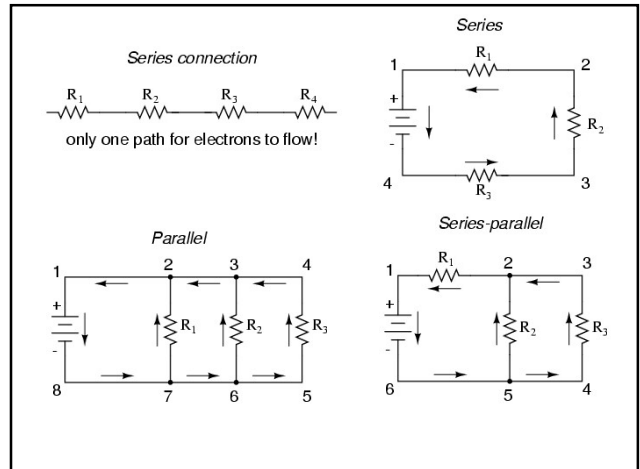 Series connection
R1 R2 R3 R4
only one path for electrons to flow!
Series
R1
1 2
+
R2
-
4 3
R3
Parallel
1 2 3 4
+
R1 R2 R3
-
8 7 6 5
Series-parallel
R1
1 2 3
+
R2 R3
-
6 5 4